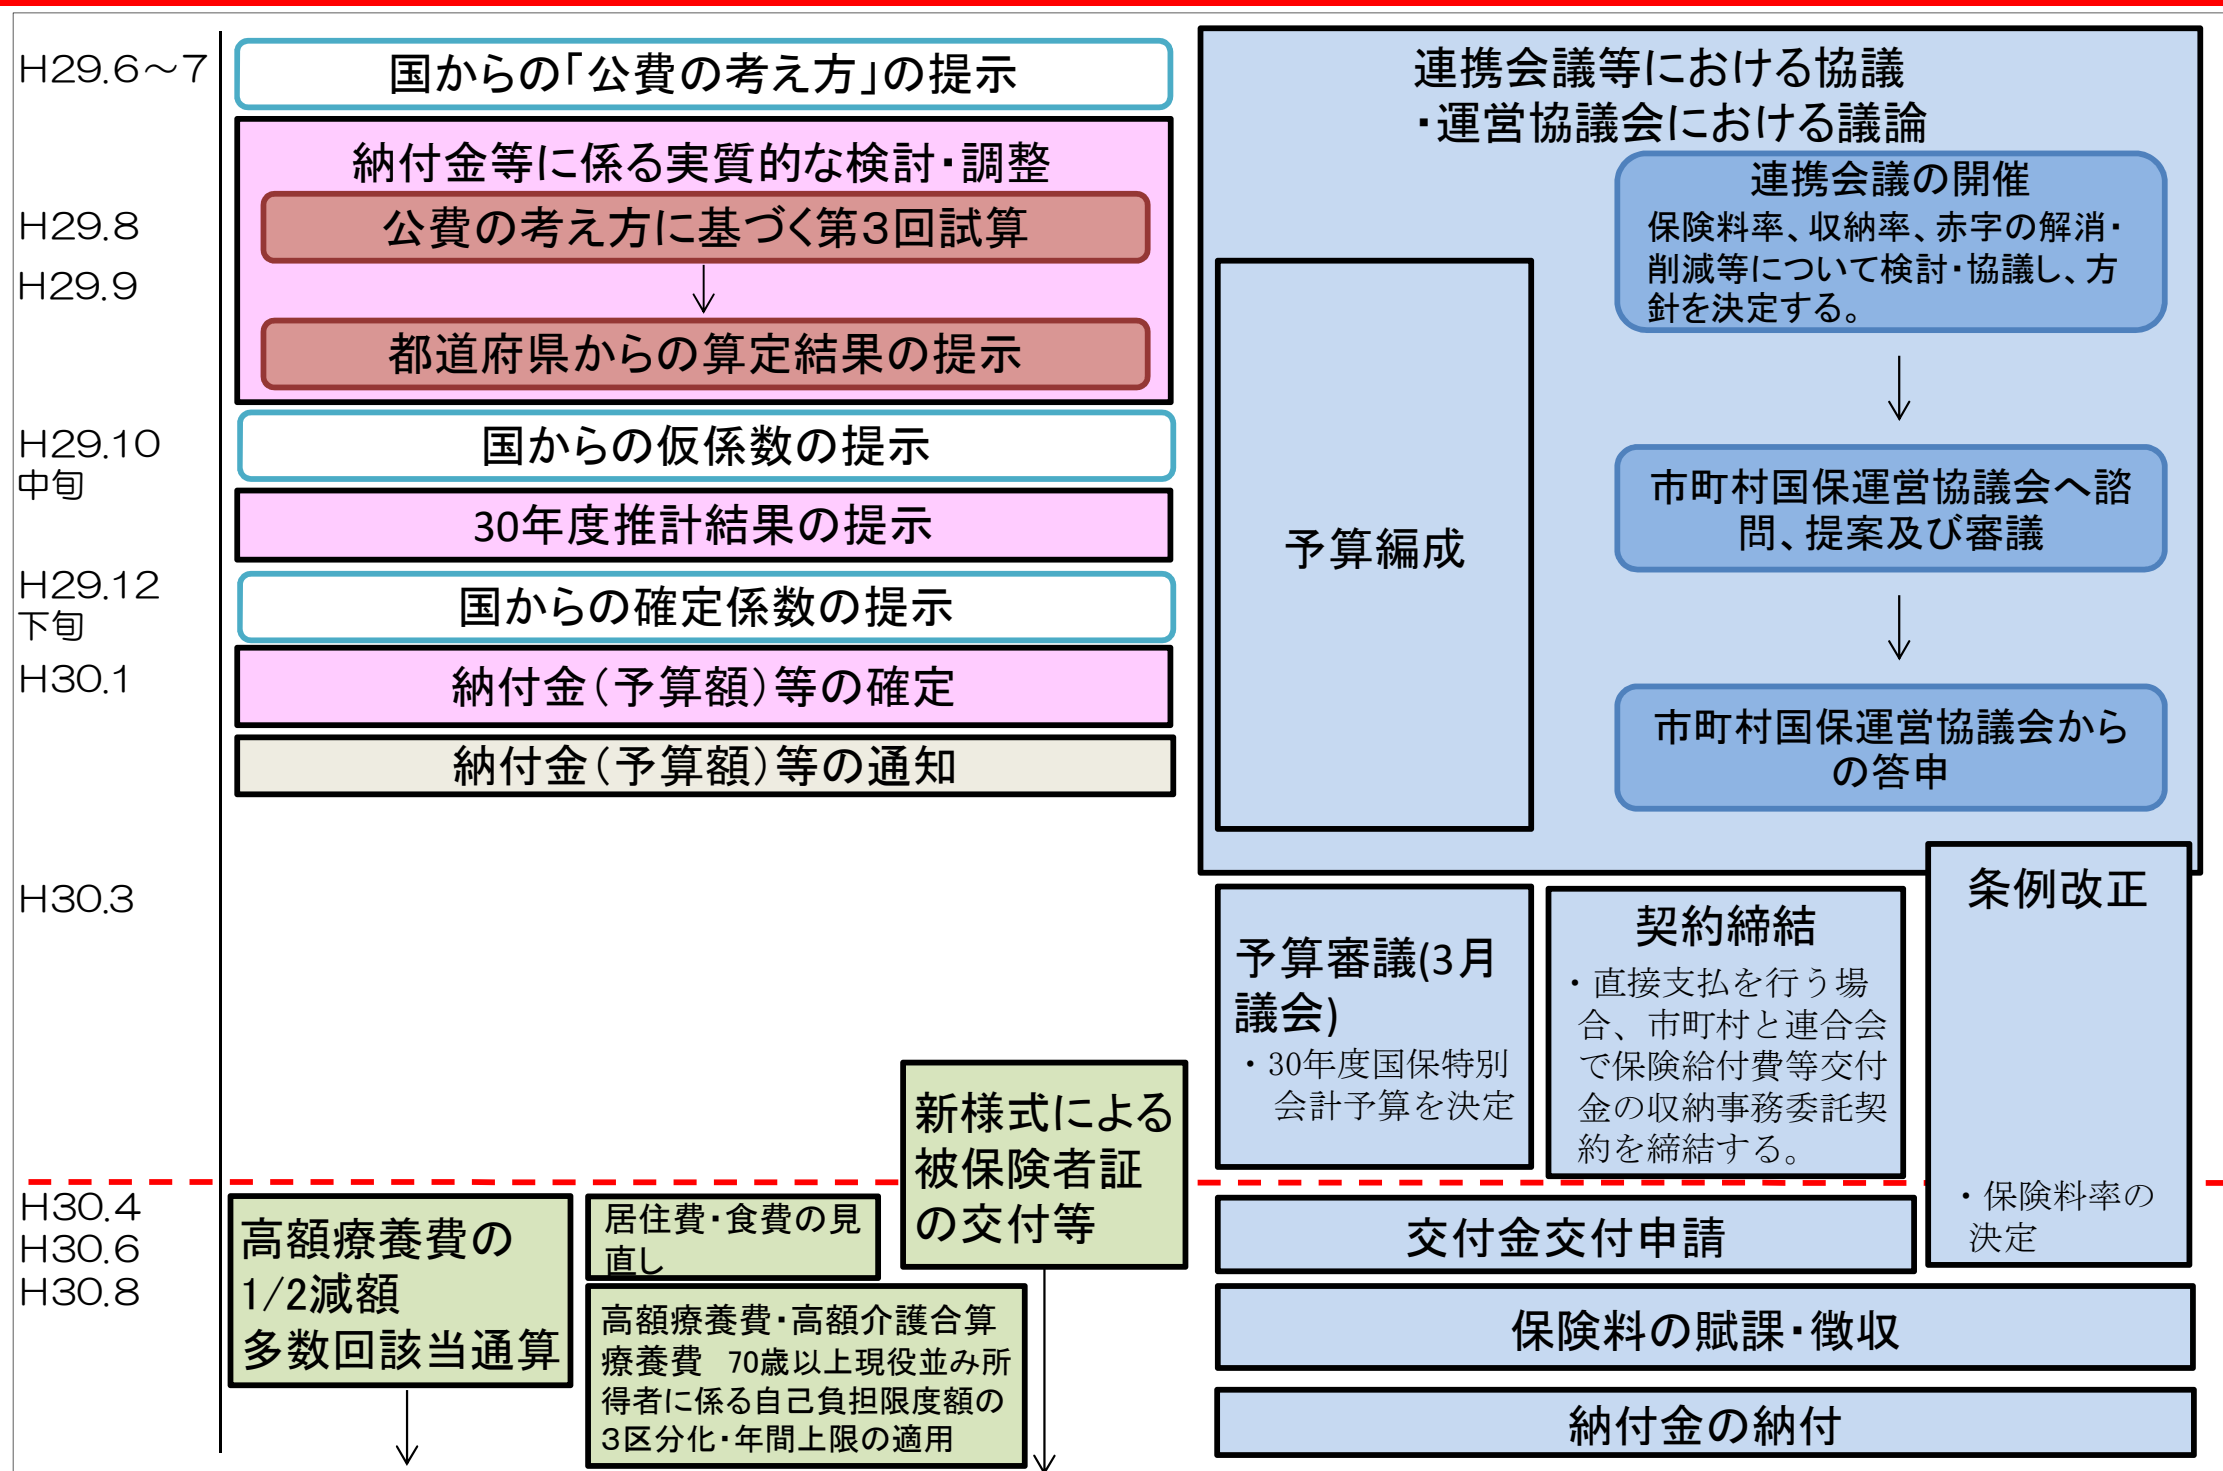 H29.6～7
国からの「公費の考え方」の提示
納付金等に係る実質的な検討・調整
H29.8
公費の考え方に基づく第３回試算
H29.9
都道府県からの算定結果の提示
H29.10
中旬
国からの仮係数の提示
30年度推計結果の提示
H29.12
下旬
国からの確定係数の提示
H30.1
納付金（予算額）等の確定
納付金（予算額）等の通知
連携会議等における協議
・運営協議会における議論
連携会議の開催
保険料率、収納率、赤字の解消・
削減等について検討・協議し、方
針を決定する。
予算編成
市町村国保運営協議会へ諮
問、提案及び審議
市町村国保運営協議会から
の答申
H30.3
予算審議(3月
議会)
・30年度国保特別
会計予算を決定
契約締結
・直接支払を行う場
合、市町村と連合会
で保険給付費等交付
金の収納事務委託契
約を締結する。
条例改正
・保険料率の
決定
新様式による
被保険者証
の交付等
H30.4
H30.6
H30.8
高額療養費の
1/2減額
多数回該当通算
居住費・食費の見
直し
高額療養費・高額介護合算
療養費　70歳以上現役並み所
得者に係る自己負担限度額の
３区分化・年間上限の適用
交付金交付申請
保険料の賦課・徴収
納付金の納付